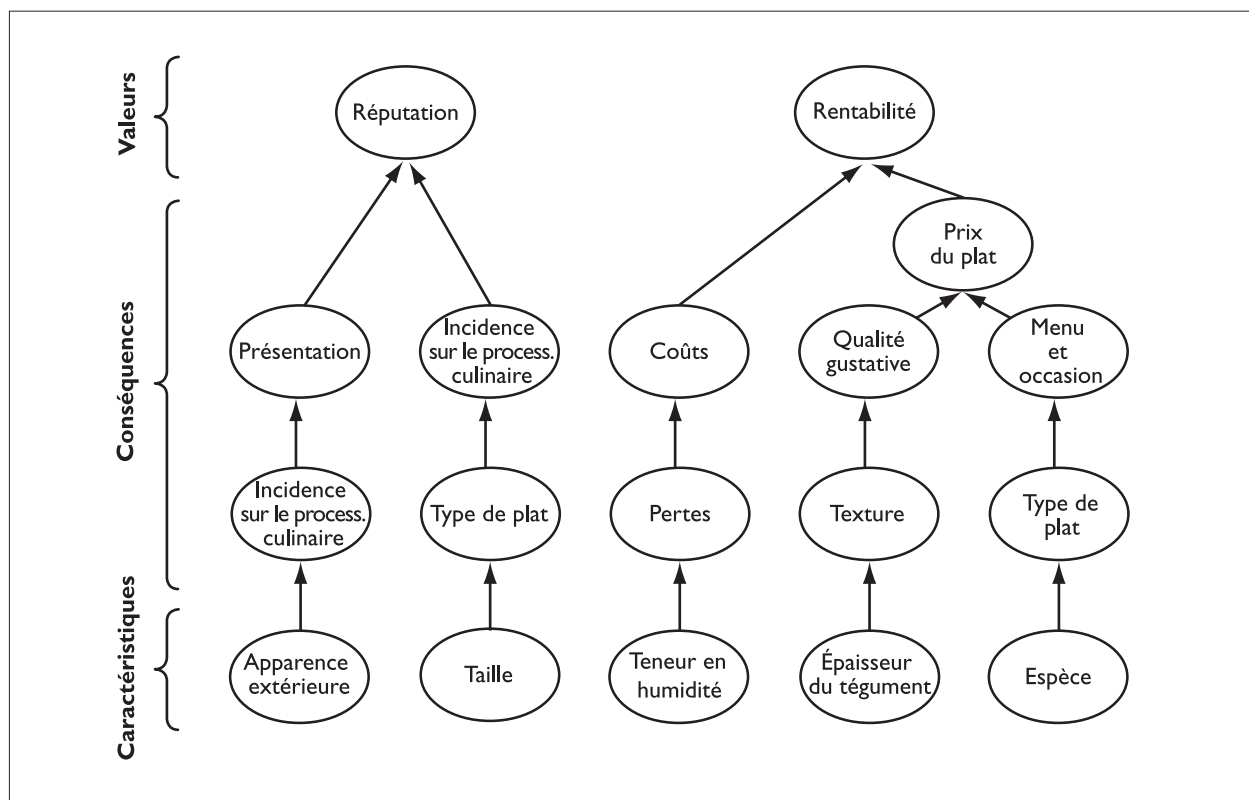 Valeurs
Réputation
Rentabilité
Conséquences
Prix
du plat
Présentation
Incidence
sur le process.
culinaire
Coûts
Qualité
gustative
Menu
et
occasion
Incidence
sur le process.
culinaire
Type de plat
Pertes
Texture
Type de
plat
Caractéristiques
Apparence
extérieure
Taille
Teneur en
humidité
Épaisseur
du tégument
Espèce